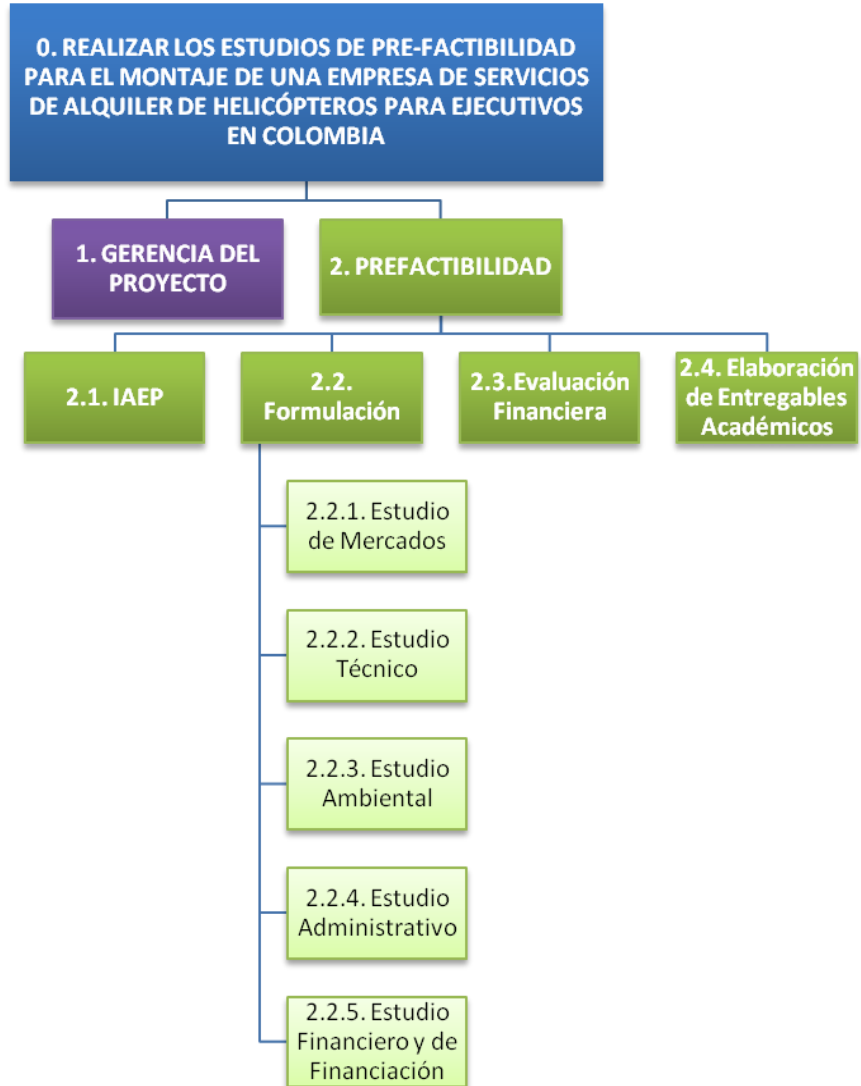 0. REALIZAR LOS ESTUDIOS DE PRE-FACTIBILIDAD
PARA EL MONTAJE DE UNA EMPRESA DE SERVICIOS
DE ALQUILER DE HELICÓPTEROS PARA EJECUTIVOS
EN COLOMBIA
1. GERENCIA DEL
PROYECTO
2. PREFACTIBILIDAD
2.1. IAEP
2.2.
Formulación
2.3.Evaluación
Financiera
2.4. Elaboración
de Entregables
Académicos
2.2.1. Estudio
de Mercados
2.2.2. Estudio
Técnico
2.2.3. Estudio
Ambiental
2.2.4. Estudio
Administrativo
2.2.5. Estudio
Financiero y de
Financiación